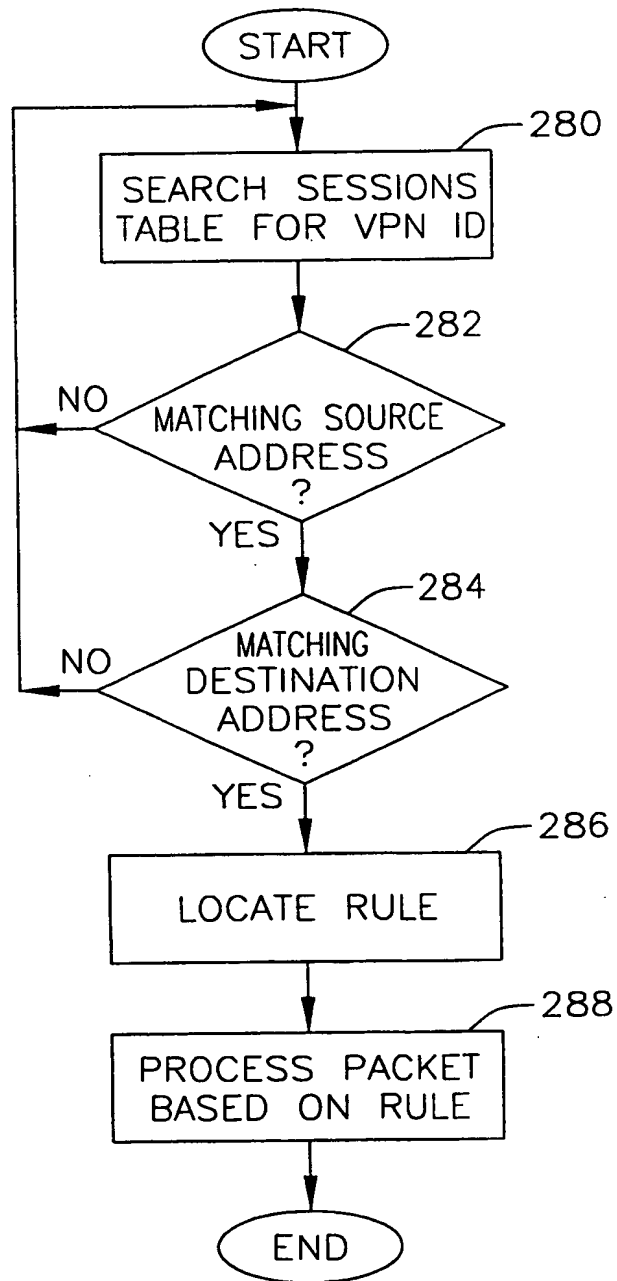 START
280
SEARCH SESSIONS
TABLE FOR VPN ID
282
NO
MATCHING SOURCE
ADDRESS
?
YES
284
NO
MATCHING
DESTINATION
ADDRESS
?
YES
286
LOCATE RULE
288
PROCESS PACKET
BASED ON RULE
END